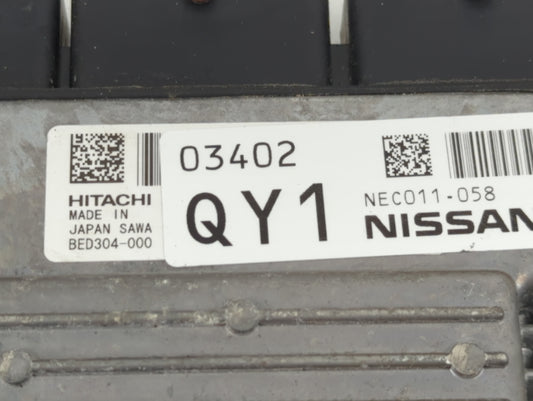 HITACHI
MADE IN
JAPAN SAWA
BED304-000
03402
QY1
NEC011-058
NISSAN